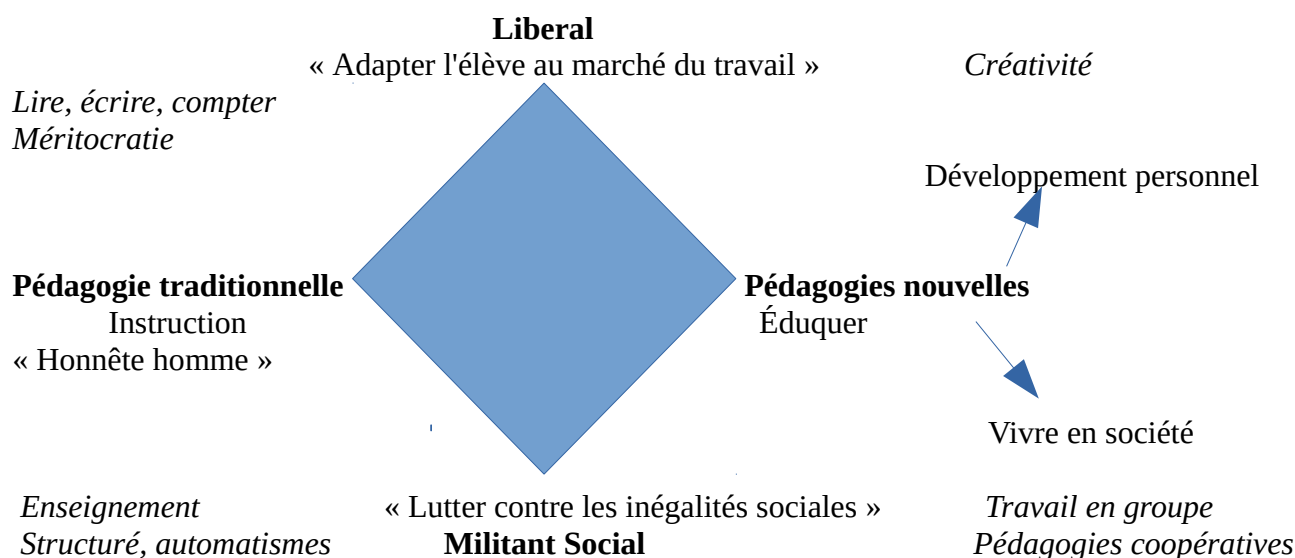 Liberal
« Adapter l'élève au marché du travail »
Créativité
Lire, écrire, compter
Méritocratie
Développement personnel
Pédagogie traditionnelle
Instruction
« Honnête homme »
Pédagogies nouvelles
Éduquer
Vivre en société
Enseignement
Structuré, automatismes
« Lutter contre les inégalités sociales »
Militant Social
Travail en groupe
Pédagogies coopératives